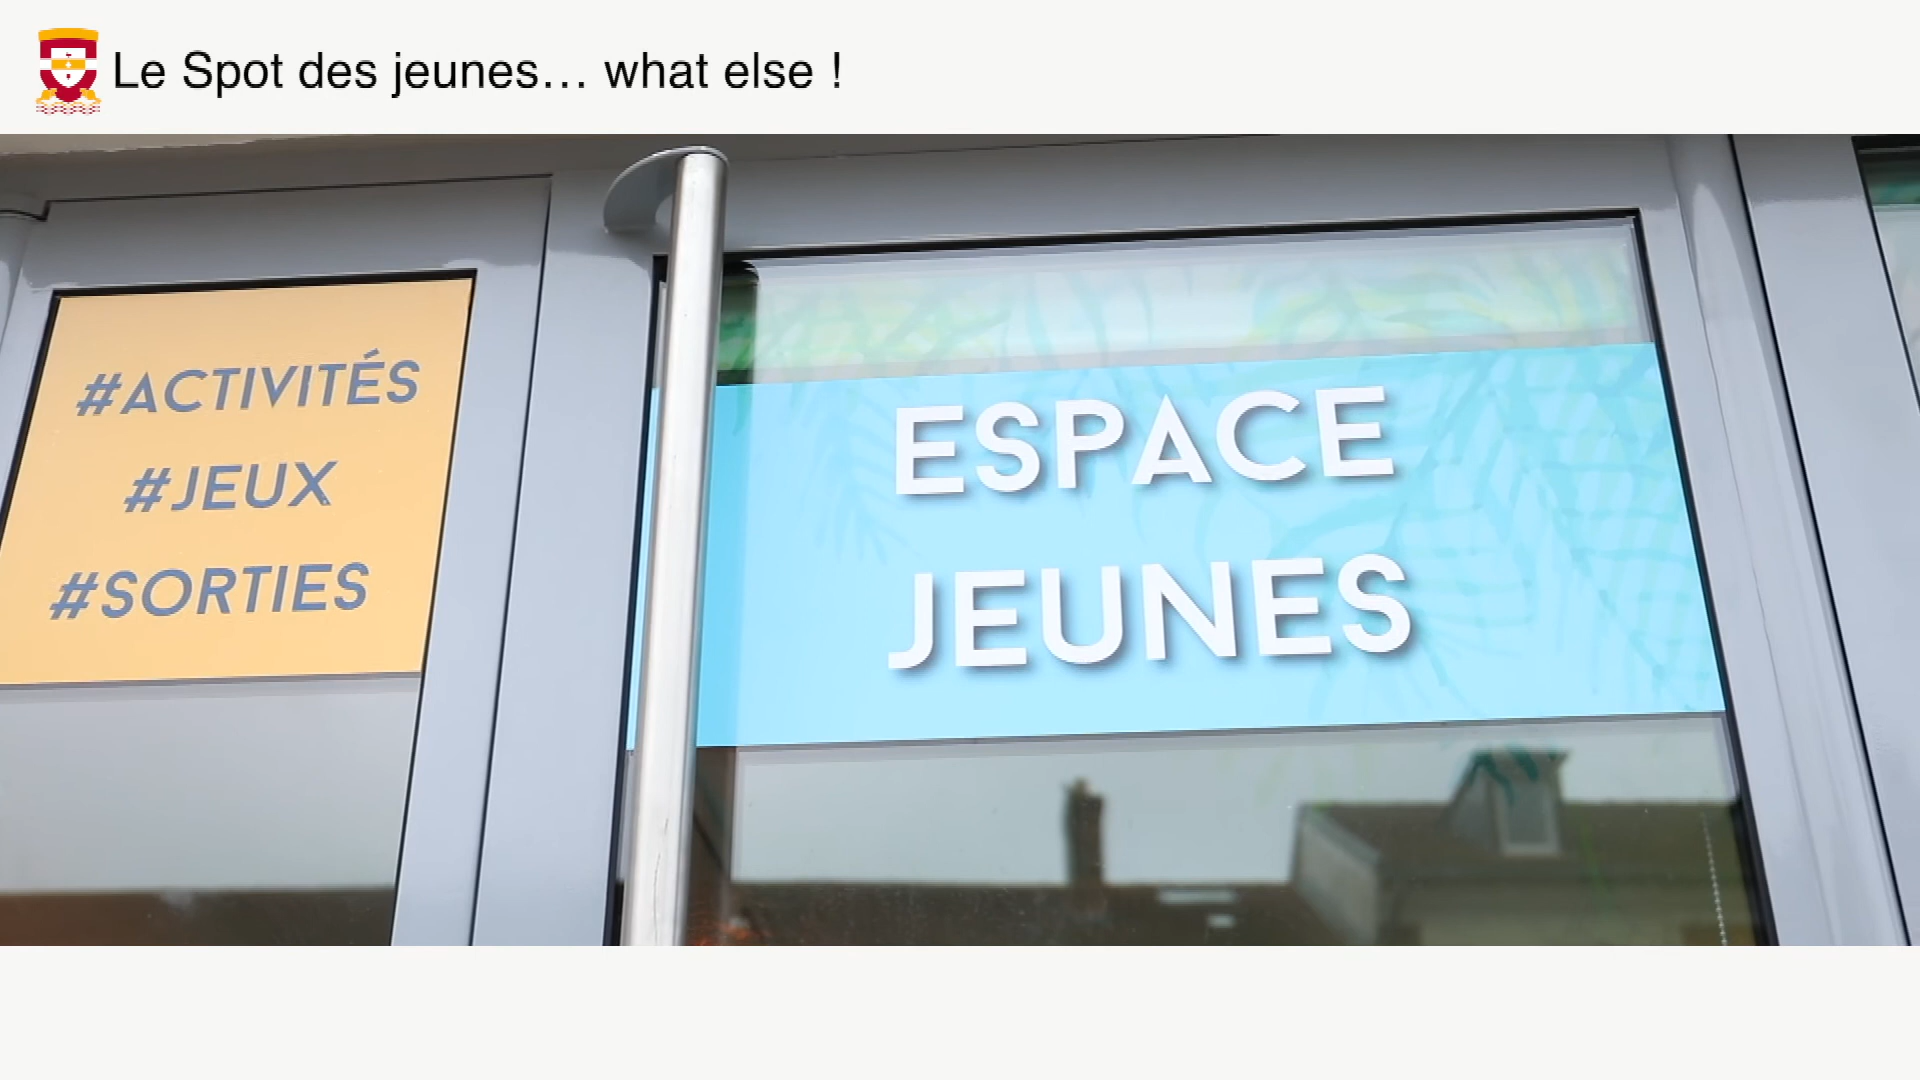 Le Spot des jeunes… what else !
#ACTIVITÉS
#JEUX
#SORTIES
ESPACE
JEUNES